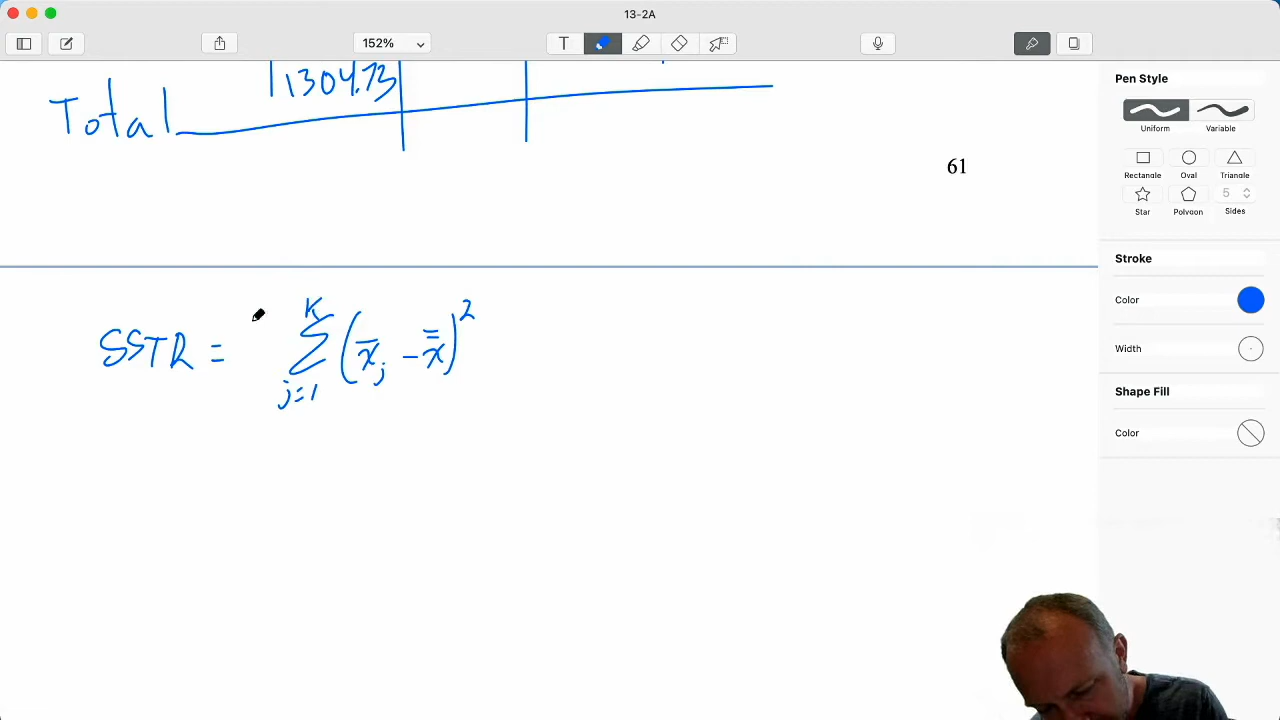 13-2A
152%
T
Pen Style
Uniform Variable
Rectangle Oval Triangle
5
Star Polygon Sides
Stroke
Color
Width
Shape Fill
Color
11304.73
Total
61
SSTR = Σ_{j=1}^{K} (x̄_j - x̿)²